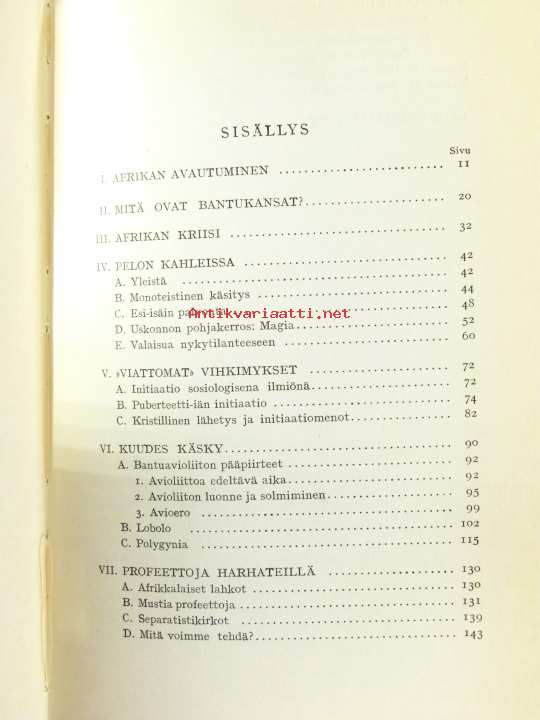 SISÄLLYS
Sivu
I. AFRIKAN AVAUTUMINEN 11
II. MITÄ OVAT BANTUKANSAT? 20
III. AFRIKAN KRIISI 32
IV. PELON KAHLEISSA 42
A. Yleistä 42
B. Monoteistinen käsitys 44
C. Esi-isäin 48
Antikvariaatti.net
D. Uskonnon pohjakerros: Magia 52
E. Valaisua nykytilanteeseen 60
V. »VIATTOMAT» VIHKIMYKSET 72
A. Initiaatio sosiologisena ilmiönä 72
B. Puberteetti-iän initiaatio 74
C. Kristillinen lähetys ja initiaatiomenot 82
VI. KUUDES KÄSKY 90
A. Bantuavioliiton pääpiirteet 92
1. Avioliittoa edeltävä aika 92
2. Avioliiton luonne ja solmiminen 95
3. Avioero 99
B. Lobolo 102
C. Polygynia 115
VII. PROFEETTOJA HARHATEILLÄ 130
A. Afrikkalaiset lahkot 130
B. Mustia profeettoja 131
C. Separatistikirkot 139
D. Mitä voimme tehdä? 143